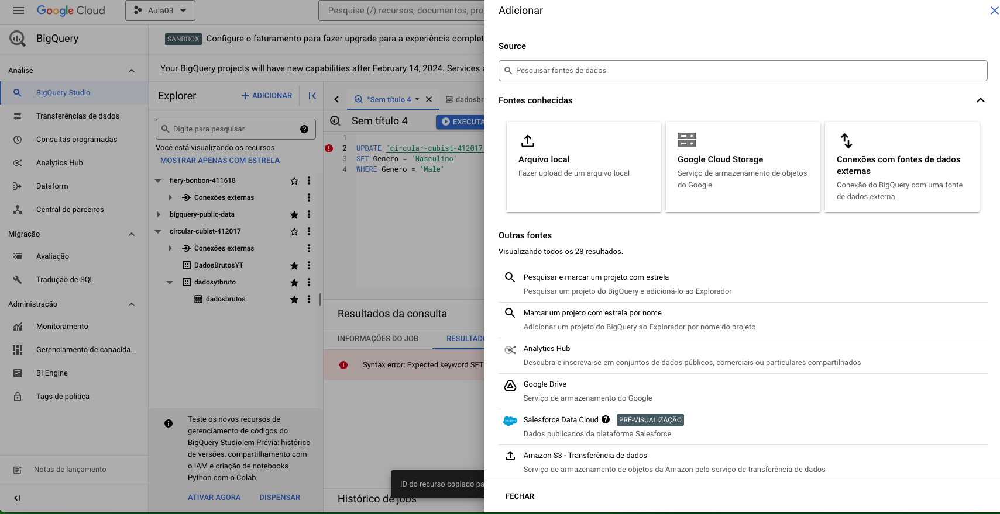 Google Cloud
Aula03
Pesquise (/) recursos, documentos,
BigQuery
SANDBOX Configure o faturamento para fazer upgrade para a experiência
Your BigQuery projects will have new capabilities after February 14, 2024. Services
Análise
BigQuery Studio
Transferências de dados
Consultas programadas
Analytics Hub
Dataform
Central de parceiros
Migração
Avaliação
Tradução de SQL
Administração
Monitoramento
Gerenciamento de capacida...
BI Engine
Tags de política
Notas de lançamento
Explorer
ADICIONAR
Digite para pesquisar
Você está visualizando os recursos.
MOSTRAR APENAS COM ESTRELA
fiery-bonbon-411618
Conexões externas
bigquery-public-data
circular-cubist-412017
Conexões externas
DadosBrutosYT
dadosytbruto
dadosbrutos
Teste os novos recursos de
gerenciamento de códigos do
BigQuery Studio em Prévia: histórico
de versões, compartilhamento com
o IAM e criação de notebooks
Python com o Colab.
ATIVAR AGORA DISPENSAR
*Sem título 4
dadosbru
Sem título 4
EXECUTA
1
2 UPDATE `circular-cubist-412017
3 SET Genero = 'Masculino'
4 WHERE Genero = 'Male'
Resultados da consulta
INFORMAÇÕES DO JOB
RESULTADO
Syntax error: Expected keyword SET
ID do recurso copiado pa
Histórico de jobs
Adicionar
Source
Pesquisar fontes de dados
Fontes conhecidas
Arquivo local
Fazer upload de um arquivo local
Google Cloud Storage
Serviço de armazenamento de objetos
do Google
Conexões com fontes de dados
externas
Conexão do BigQuery com uma fonte
de dados externa
Outras fontes
Visualizando todos os 28 resultados.
Pesquisar e marcar um projeto com estrela
Pesquisar um projeto do BigQuery e adicioná-lo ao Explorador
Marcar um projeto com estrela por nome
Adicionar um projeto do BigQuery ao Explorador por nome do projeto
Analytics Hub
Descubra e inscreva-se em conjuntos de dados públicos, comerciais ou particulares compartilhados
Google Drive
Serviço de armazenamento do Google
Salesforce Data Cloud PRÉ-VISUALIZAÇÃO
Dados publicados da plataforma Salesforce
Amazon S3 - Transferência de dados
Serviço de armazenamento de objetos da Amazon pelo serviço de transferência de dados
FECHAR